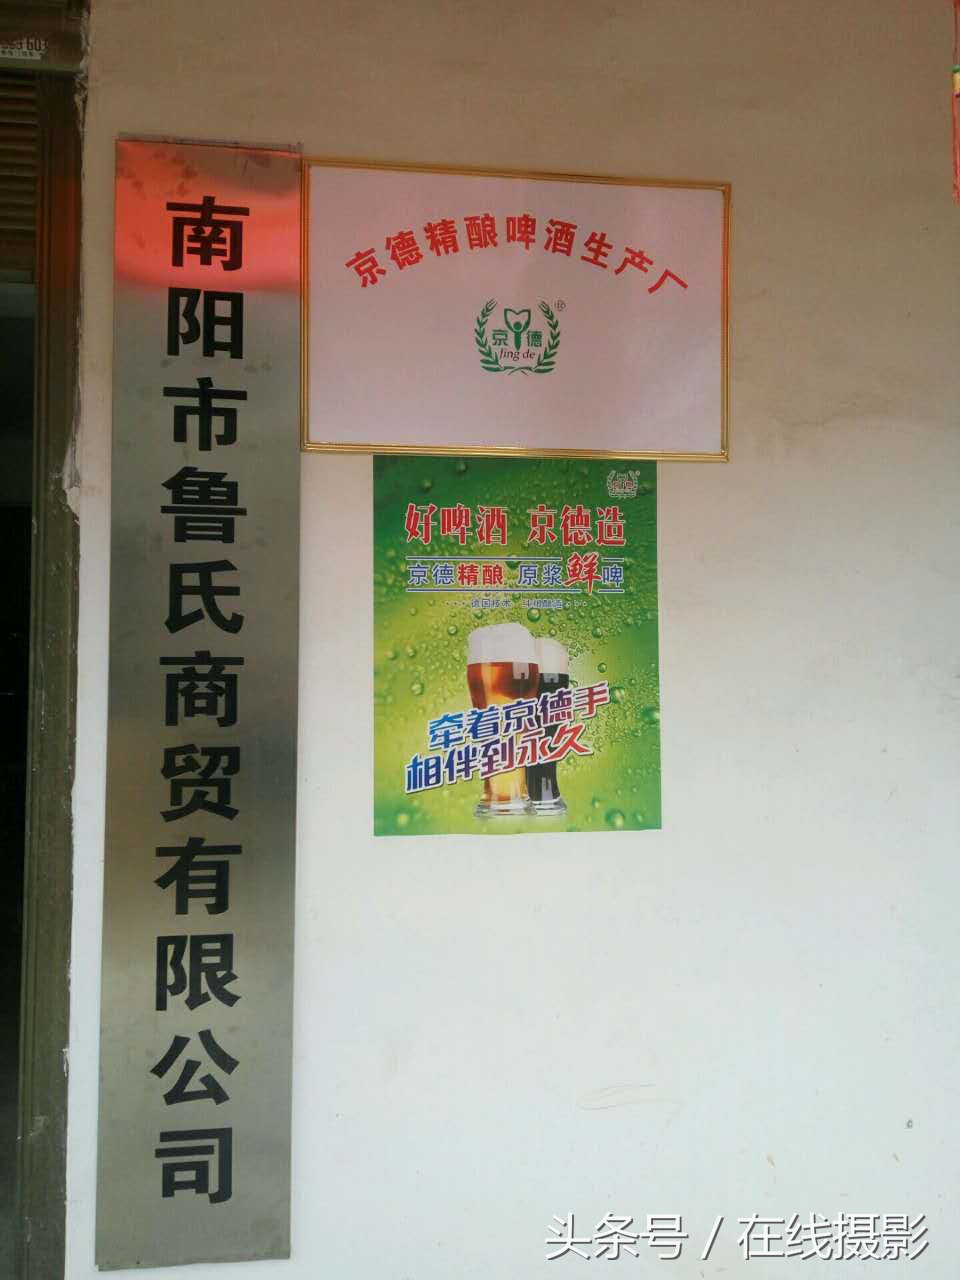 南阳市鲁氏商贸有限公司
京德精酿啤酒生产厂
京德
Jing de
®
好啤酒 京德造
京德精酿 原浆鲜啤
牵着京德手
相伴到永久
头条号 / 在线摄影